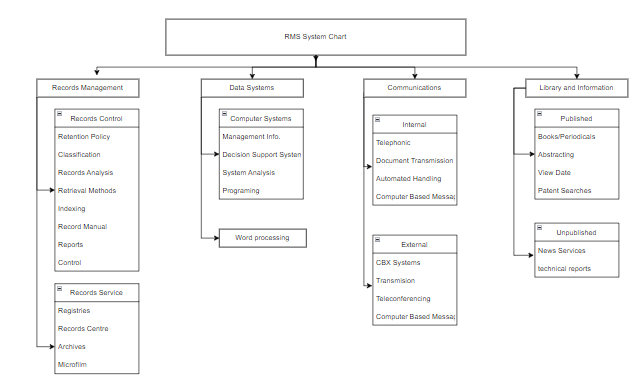 RMS System Chart
Records Management
Data Systems
Communications
Library and Information
Records Control
Retention Policy
Classification
Records Analysis
Retrieval Methods
Indexing
Record Manual
Reports
Control
Records Service
Registries
Records Centre
Archives
Microfilm
Computer Systems
Management Info.
Decision Support System
System Analysis
Programing
Word processing
Internal
Telephonic
Document Transmission
Automated Handling
Computer Based Messa
External
CBX Systems
Transmision
Teleconferencing
Computer Based Messa
Published
Books/Periodicals
Abstracting
View Date
Patent Searches
Unpublished
News Services
technical reports